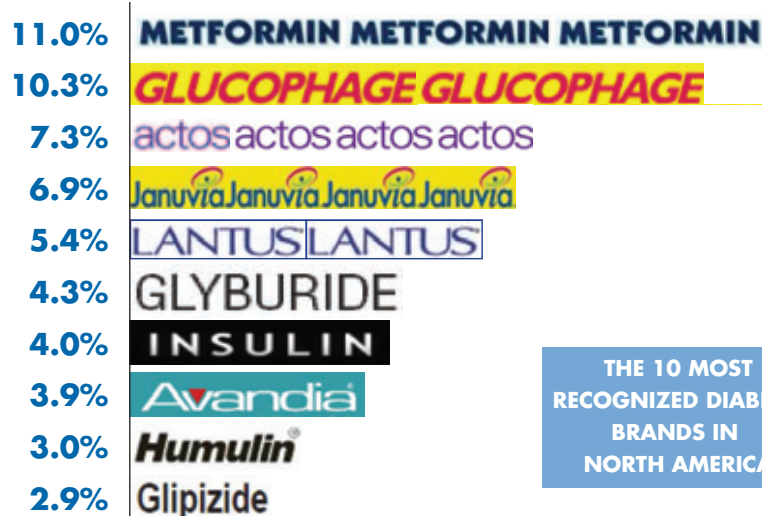 11.0% METFORMIN METFORMIN METFORMIN
10.3% GLUCOPHAGE GLUCOPHAGE
7.3% actos actos actos actos
6.9% Januvia Januvia Januvia Januvia
5.4% LANTUS LANTUS
4.3% GLYBURIDE
4.0% INSULIN
3.9% Avandia
3.0% Humulin®
2.9% Glipizide
THE 10 MOST
RECOGNIZED DIAB
BRANDS IN
NORTH AMERICA